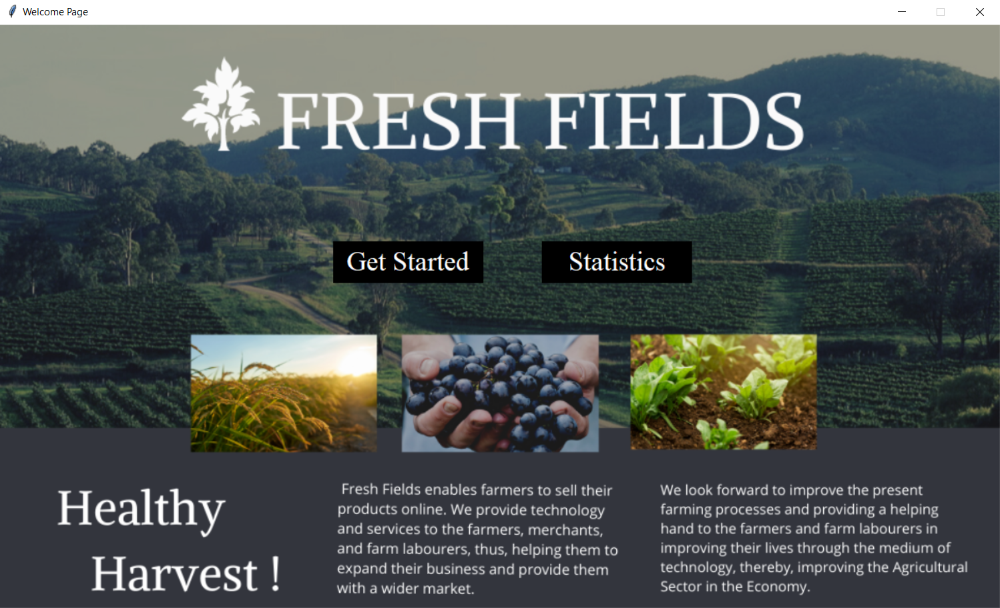 Welcome Page
FRESH FIELDS
Get Started
Statistics
Healthy
Harvest !
Fresh Fields enables farmers to sell their
products online. We provide technology
and services to the farmers, merchants,
and farm labourers, thus, helping them to
expand their business and provide them
with a wider market.
We look forward to improve the present
farming processes and providing a helping
hand to the farmers and farm labourers in
improving their lives through the medium of
technology, thereby, improving the Agricultural
Sector in the Economy.